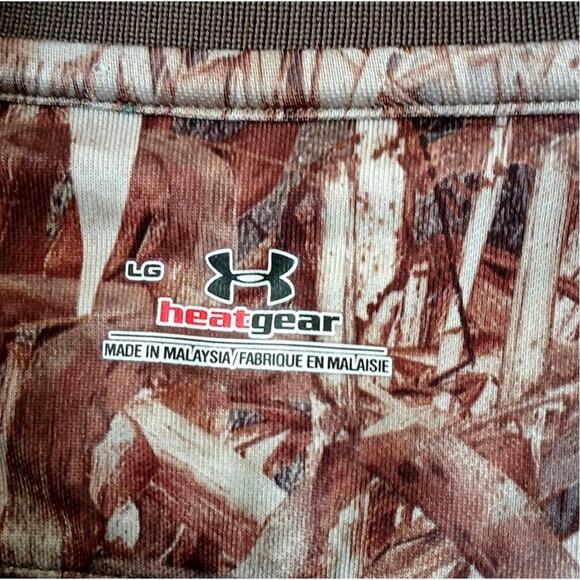 LG
heatgear
MADE IN MALAYSIA/FABRIQUE EN MALAISIE